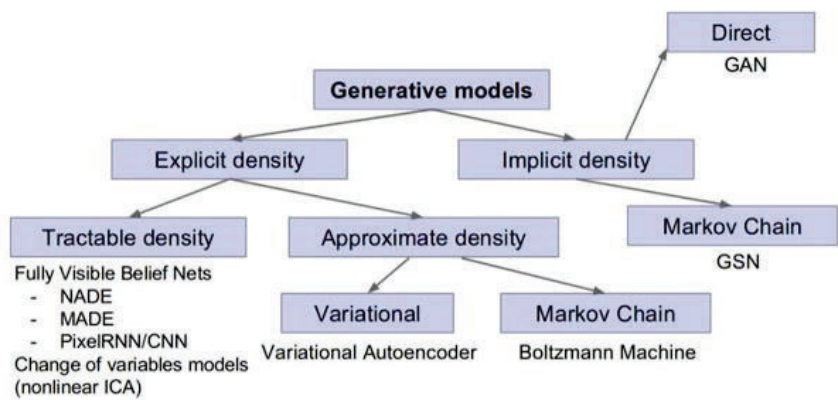 Direct
GAN
Generative models
Explicit density
Implicit density
Tractable density
Approximate density
Markov Chain
GSN
Fully Visible Belief Nets
- NADE
- MADE
- PixelRNN/CNN
Change of variables models
(nonlinear ICA)
Variational
Variational Autoencoder
Markov Chain
Boltzmann Machine